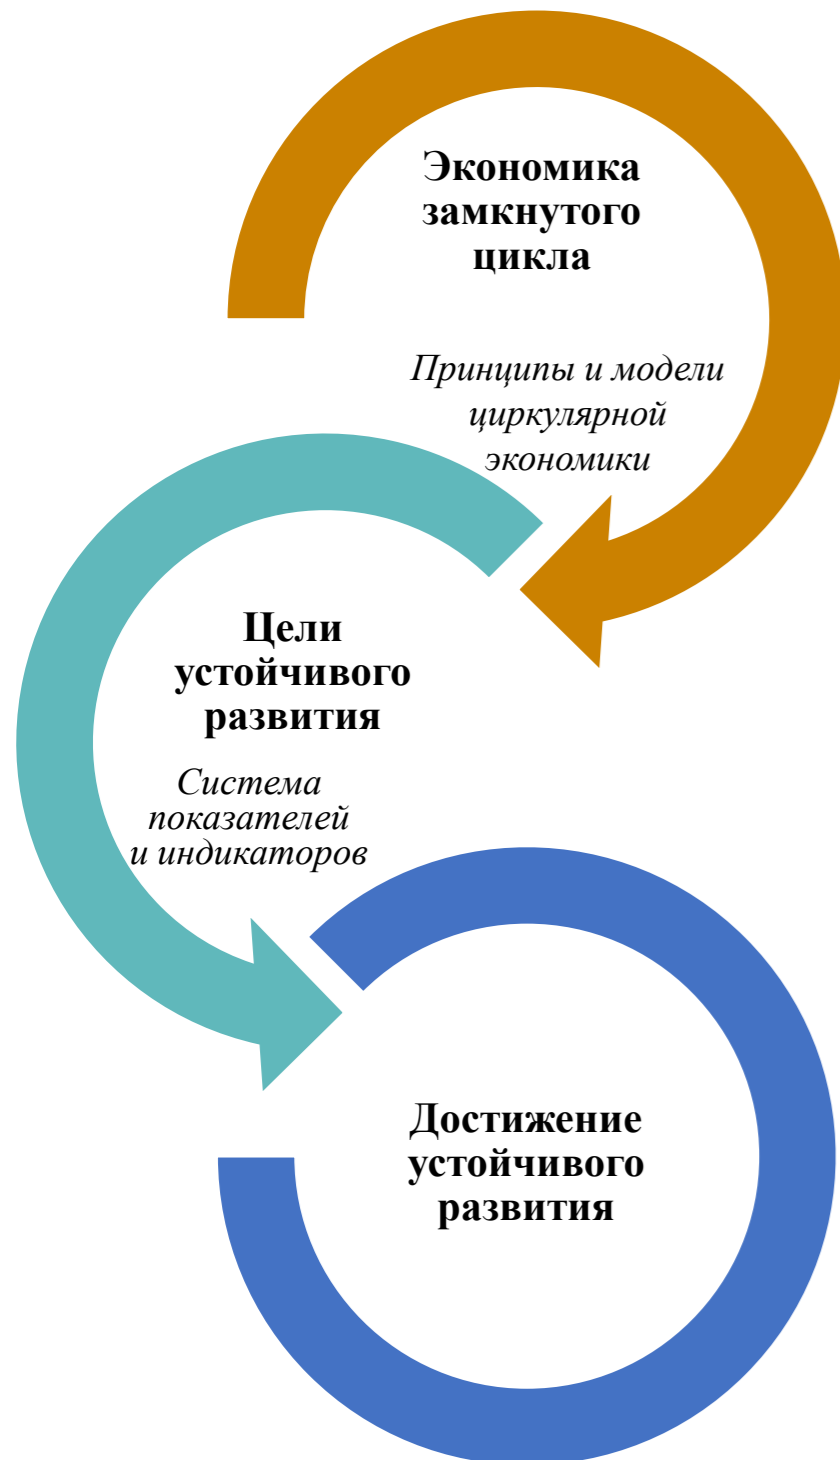 Экономика
замкнутого
цикла
Принципы и модели
циркулярной
экономики
Цели
устойчивого
развития
Система
показателей
и индикаторов
Достижение
устойчивого
развития